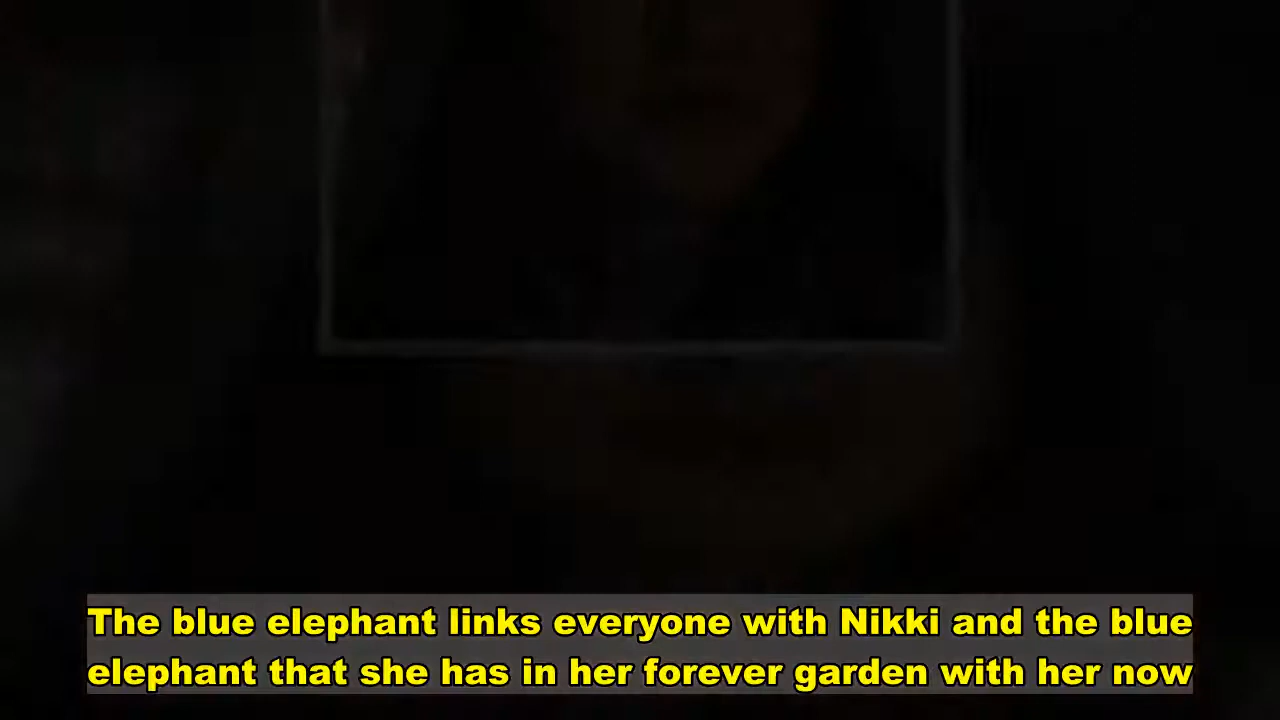 The blue elephant links everyone with Nikki and the blue
elephant that she has in her forever garden with her now